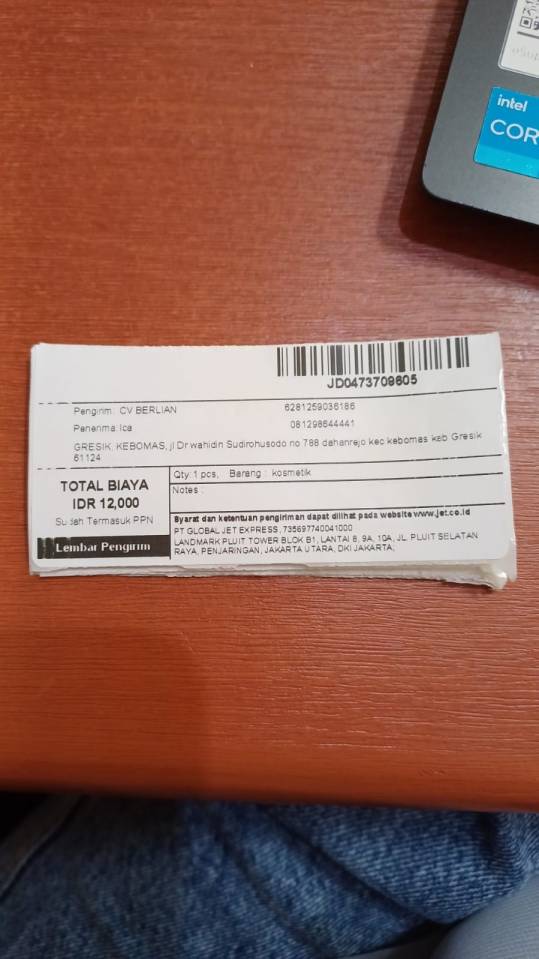 intel
COR
JD0473709605
Pengirim: CV BERLIAN 6281259036186
Penerima: Ica 081298644441
GRESIK, KEBOMAS, jl Dr wahidin Sudirohusodo no 788 dahanrejo kec kebomas kab Gresik
61124
TOTAL BIAYA
IDR 12,000
Sudah Termasuk PPN
Lembar Pengirim
Qty: 1 pcs, Barang : kosmetik
Notes :
Syarat dan ketentuan pengiriman dapat dilihat pada website www.jet.co.id
PT GLOBAL JET EXPRESS, 735697740041000
LANDMARK PLUIT TOWER BLOK B1, LANTAI 8, 9A, 10A, JL. PLUIT SELATAN
RAYA, PENJARINGAN, JAKARTA UTARA, DKI JAKARTA,